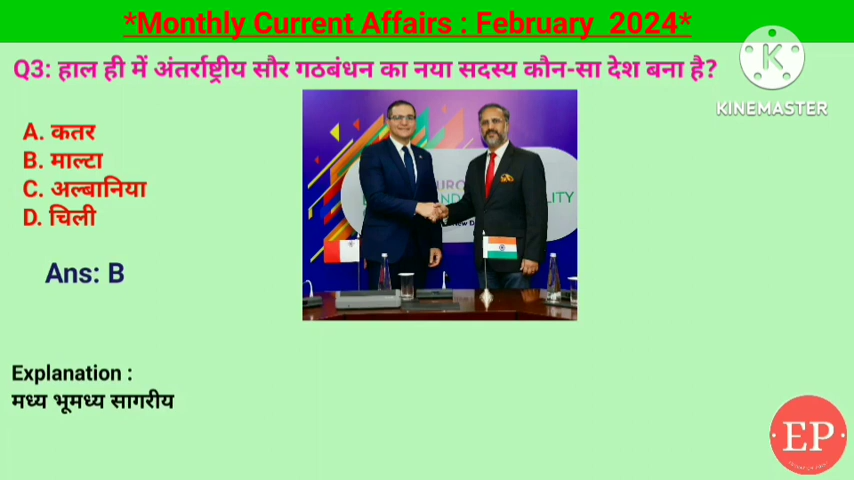 *Monthly Current Affairs : February 2024*
Q3: हाल ही में अंतर्राष्ट्रीय सौर गठबंधन का नया सदस्य कौन-सा देश बना है?
KINEMASTER
A. कतर
B. माल्टा
C. अल्बानिया
D. चिली
Ans: B
Explanation :
मध्य भूमध्य सागरीय
EP